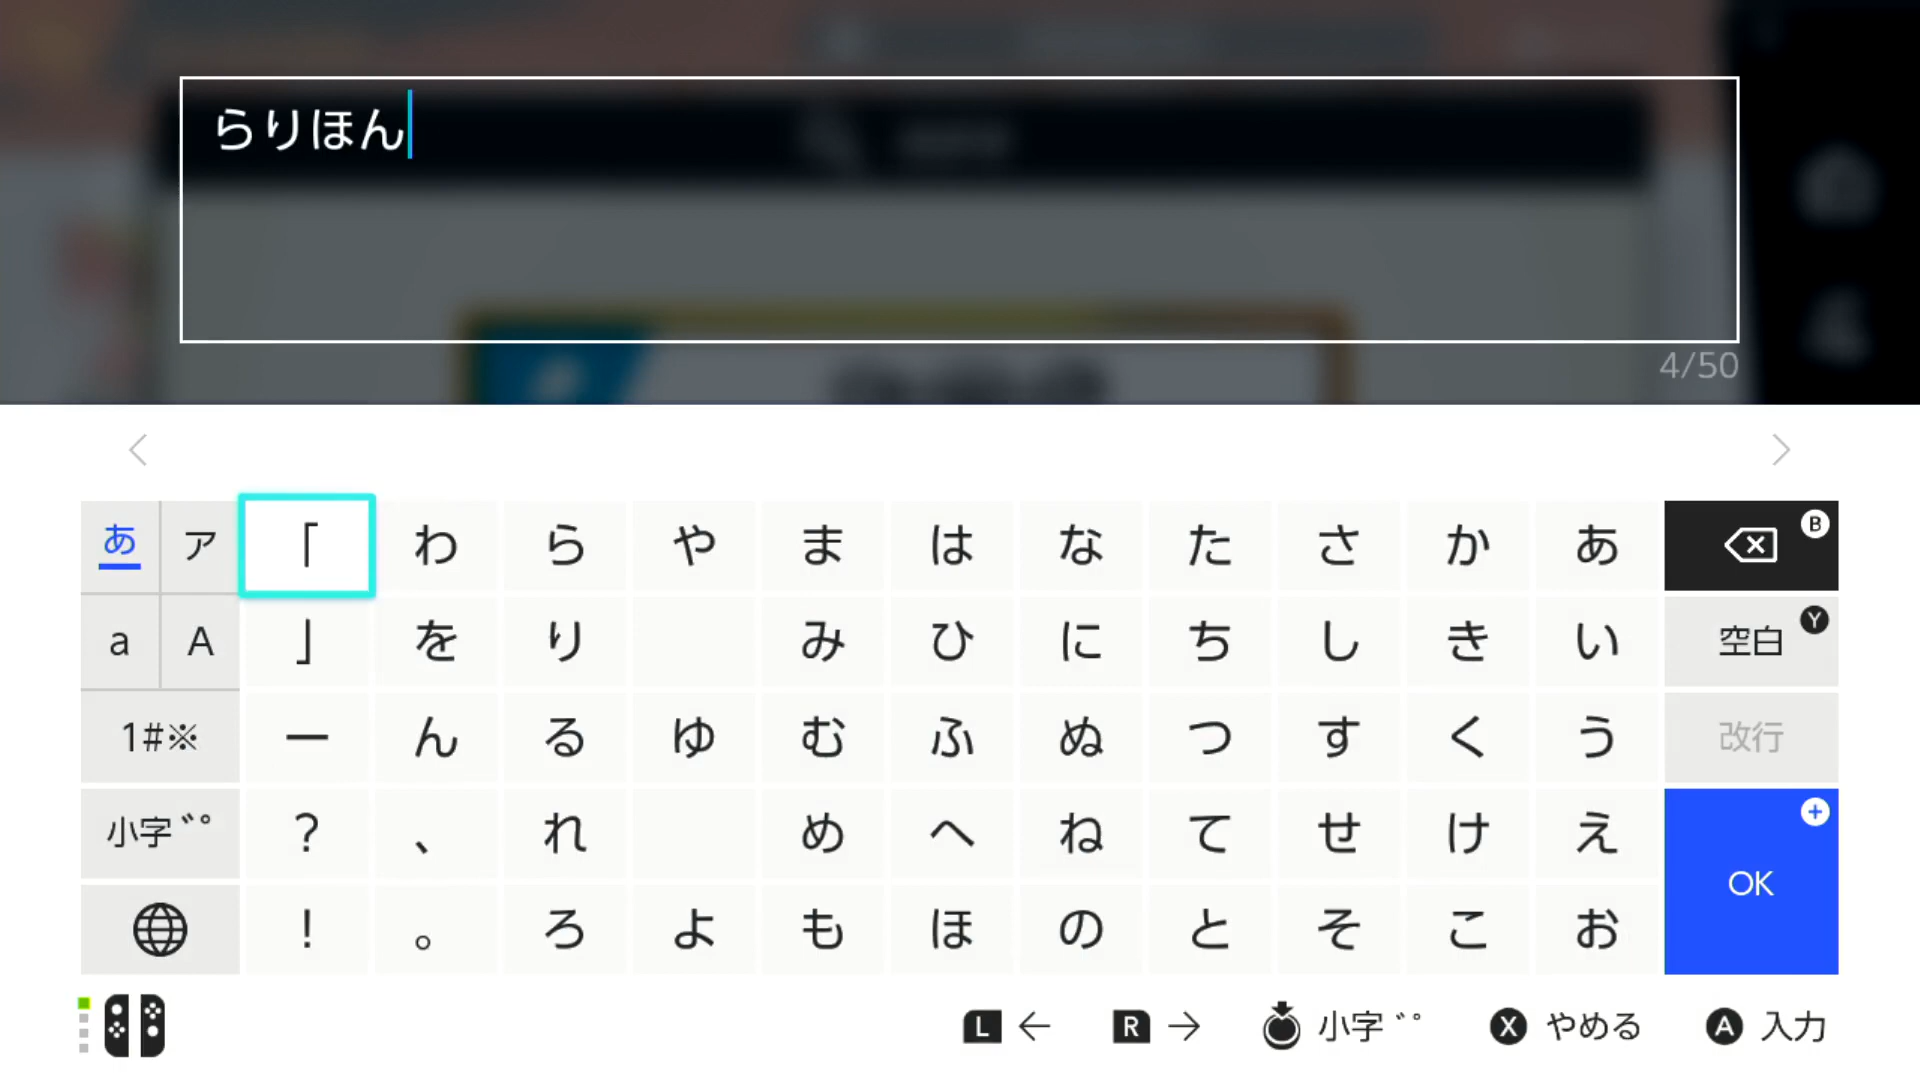 らりほん
4/50
あ ア 「 わ ら や ま は な た さ か あ B
a A 」 を り み ひ に ち し き い 空白 Y
1#※ ー ん る ゆ む ふ ぬ つ す く う 改行
小字゛゜ ? 、 れ め へ ね て せ け え
! 。 ろ よ も ほ の と そ こ お OK
L ← R → 小字゛゜ X やめる A 入力